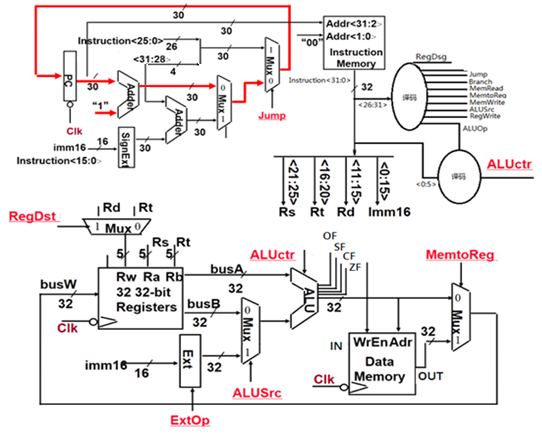 30
30
Instruction<25:0>
26
30
<31:28>
4
PC
30
Adder
"1"
Clk
30
0 Mux 1
1 Mux 0
Jump
imm16
16
SignExt
30
Adder
30
Instruction<15:0>
Addr<31:2>
"00"
Addr<1:0>
Instruction
Memory
Instruction<31:0>
32
<26:31>
译码
RegDsg
Jump
Branch
MemRead
MemtoReg
MemWrite
ALUSrc
RegWrite
ALUOp
<0:5>
译码
ALUctr
<21:25>
<16:20>
<11:15>
<0:15>
Rs
Rt
Rd
Imm16
RegDst
Rd
Rt
1 Mux 0
Rs
Rt
5
5
5
busW
32
Rw Ra Rb
32 32-bit
Registers
Clk
busA
32
busB
32
imm16
16
Ext
32
ExtOp
0 Mux 1
ALUSrc
ALUctr
ALU
OF
SF
CF
ZF
32
IN
WrEn Adr
Data
Memory
OUT
Clk
32
MemtoReg
0 Mux 1